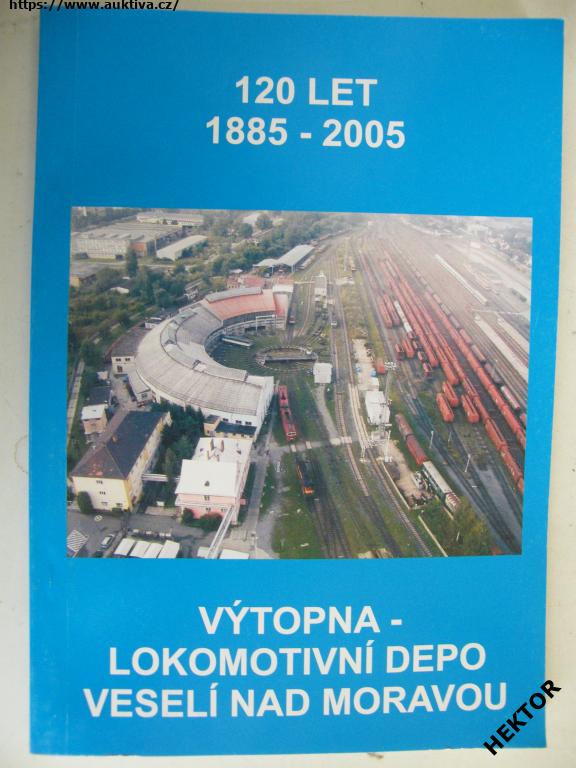 https://www.auktiva.cz/
120 LET
1885 - 2005
VÝTOPNA -
LOKOMOTIVNÍ DEPO
VESELÍ NAD MORAVOU
HEKTOR